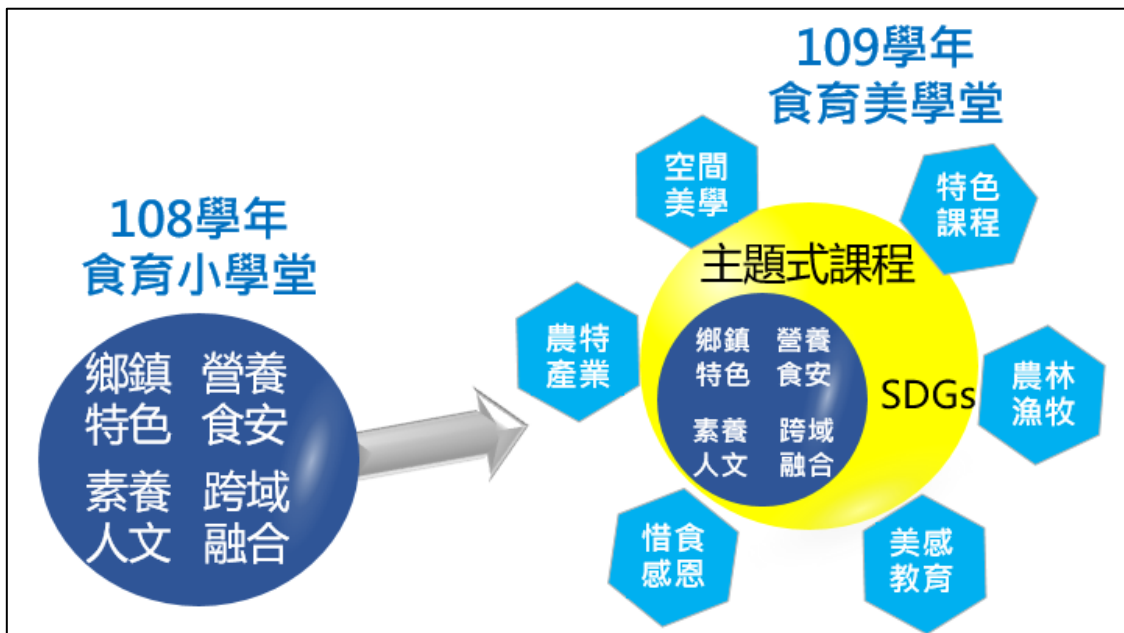 108學年
食育小學堂
鄉鎮 營養
特色 食安
素養 跨域
人文 融合
109學年
食育美學堂
空間
美學
特色
課程
主題式課程
農特
產業
鄉鎮 營養
特色 食安
素養 跨域
人文 融合
SDGs
農林
漁牧
惜食
感恩
美感
教育